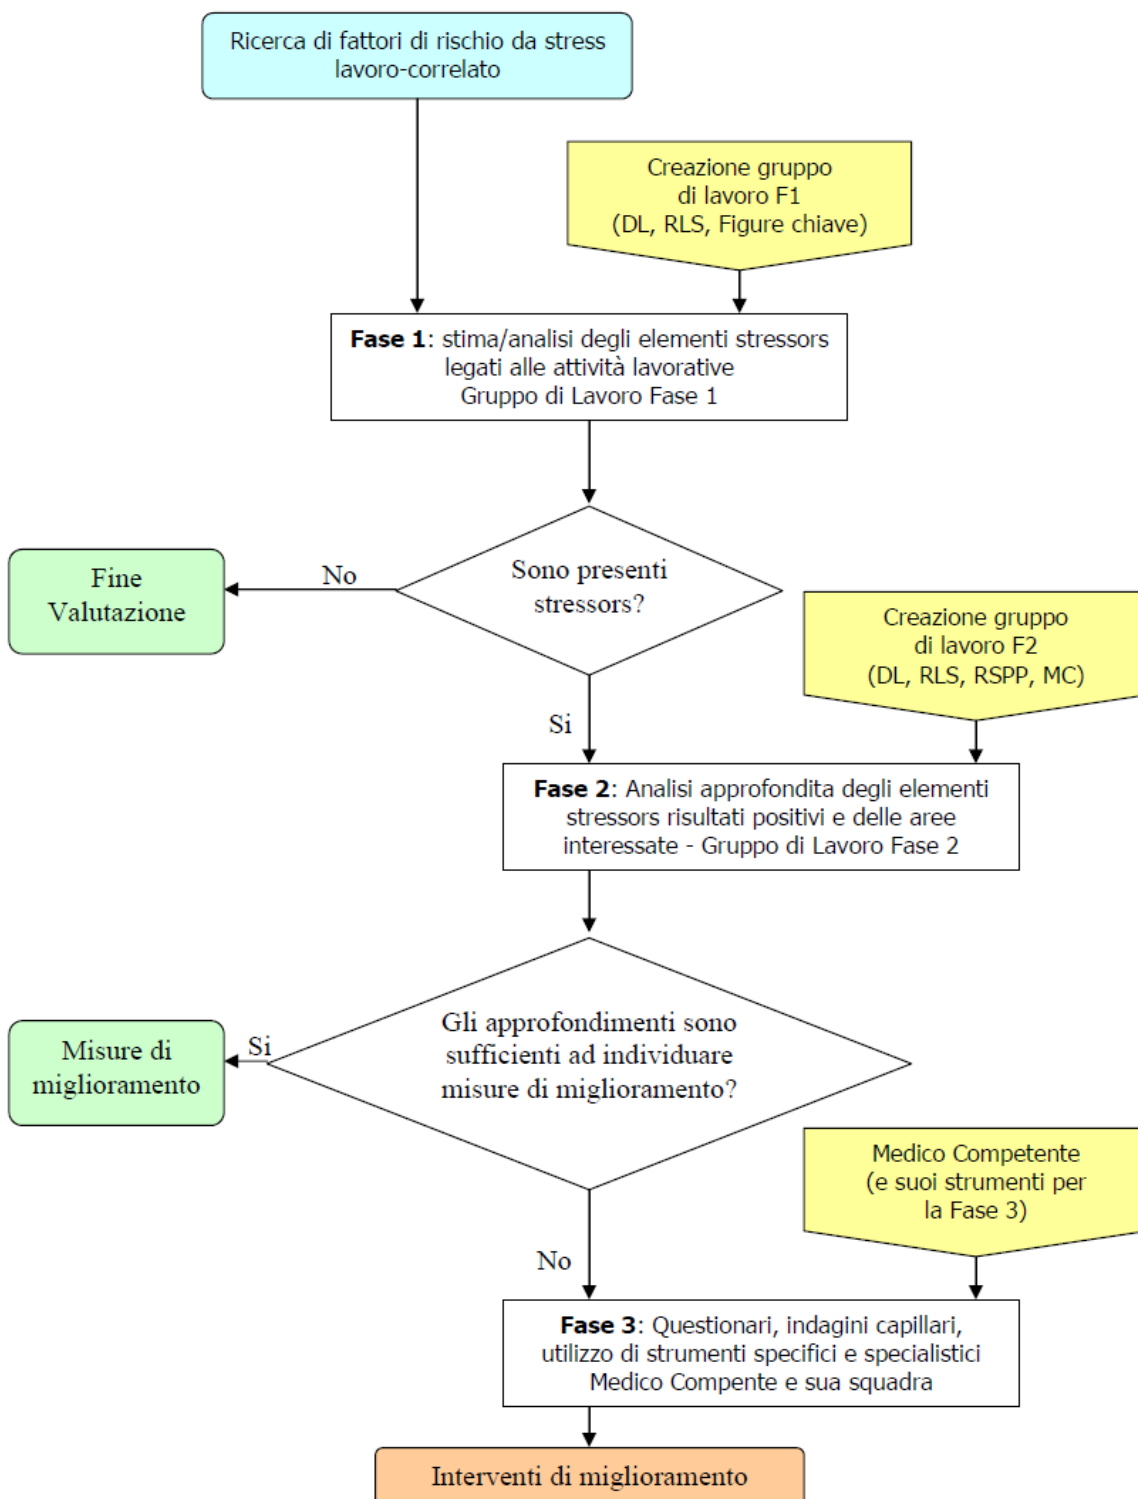 Ricerca di fattori di rischio da stress
lavoro-correlato
Creazione gruppo
di lavoro F1
(DL, RLS, Figure chiave)
Fase 1: stima/analisi degli elementi stressors
legati alle attività lavorative
Gruppo di Lavoro Fase 1
Sono presenti
stressors?
No
Fine
Valutazione
Creazione gruppo
di lavoro F2
(DL, RLS, RSPP, MC)
Si
Fase 2: Analisi approfondita degli elementi
stressors risultati positivi e delle aree
interessate - Gruppo di Lavoro Fase 2
Gli approfondimenti sono
sufficienti ad individuare
misure di miglioramento?
Si
Misure di
miglioramento
Medico Competente
(e suoi strumenti per
la Fase 3)
No
Fase 3: Questionari, indagini capillari,
utilizzo di strumenti specifici e specialistici
Medico Compente e sua squadra
Interventi di miglioramento